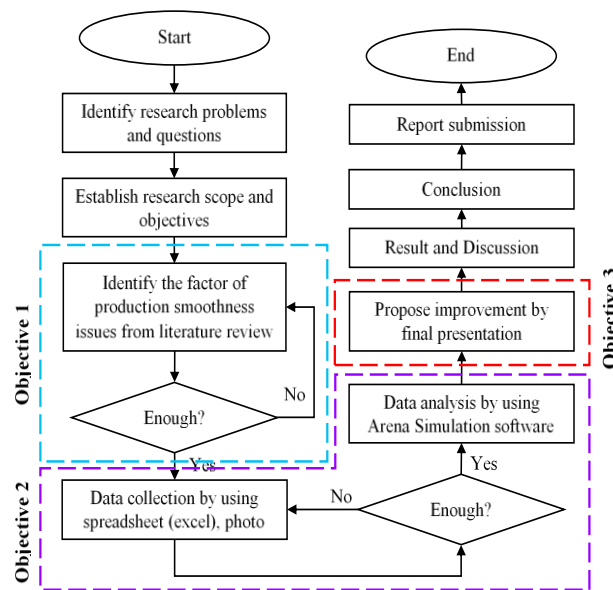 Start
Identify research problems
and questions
Establish research scope and
objectives
Objective 1
Identify the factor of
production smoothness
issues from literature review
No
Enough?
Yes
Objective 2
Data collection by using
spreadsheet (excel), photo
No
Enough?
Yes
Data analysis by using
Arena Simulation software
Objective 3
Propose improvement by
final presentation
Result and Discussion
Conclusion
Report submission
End